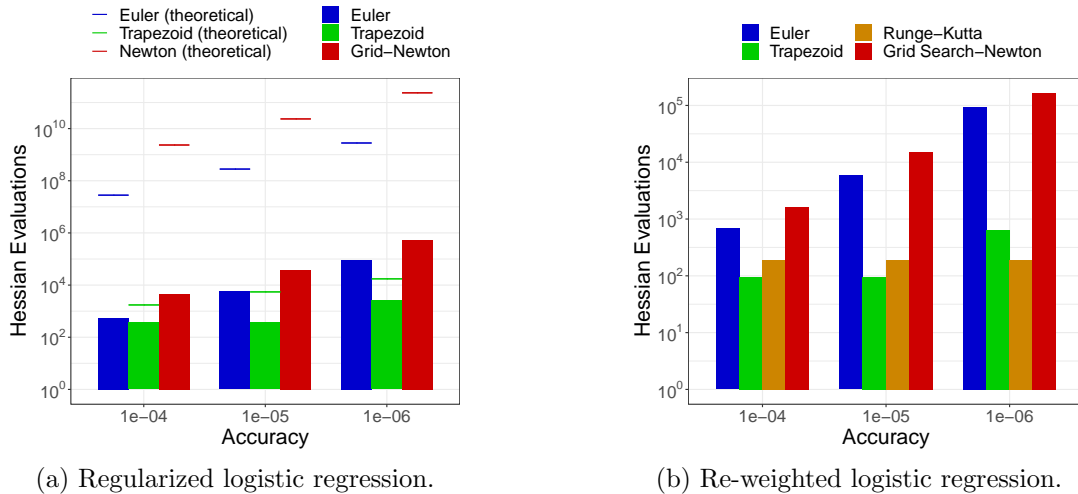 Euler (theoretical)
Trapezoid (theoretical)
Newton (theoretical)
Euler
Trapezoid
Grid−Newton
Hessian Evaluations
10^10
10^8
10^6
10^4
10^2
10^0
1e−04
1e−05
1e−06
Accuracy
(a) Regularized logistic regression.
Euler
Trapezoid
Runge−Kutta
Grid Search−Newton
Hessian Evaluations
10^5
10^4
10^3
10^2
10^1
10^0
1e−04
1e−05
1e−06
Accuracy
(b) Re-weighted logistic regression.